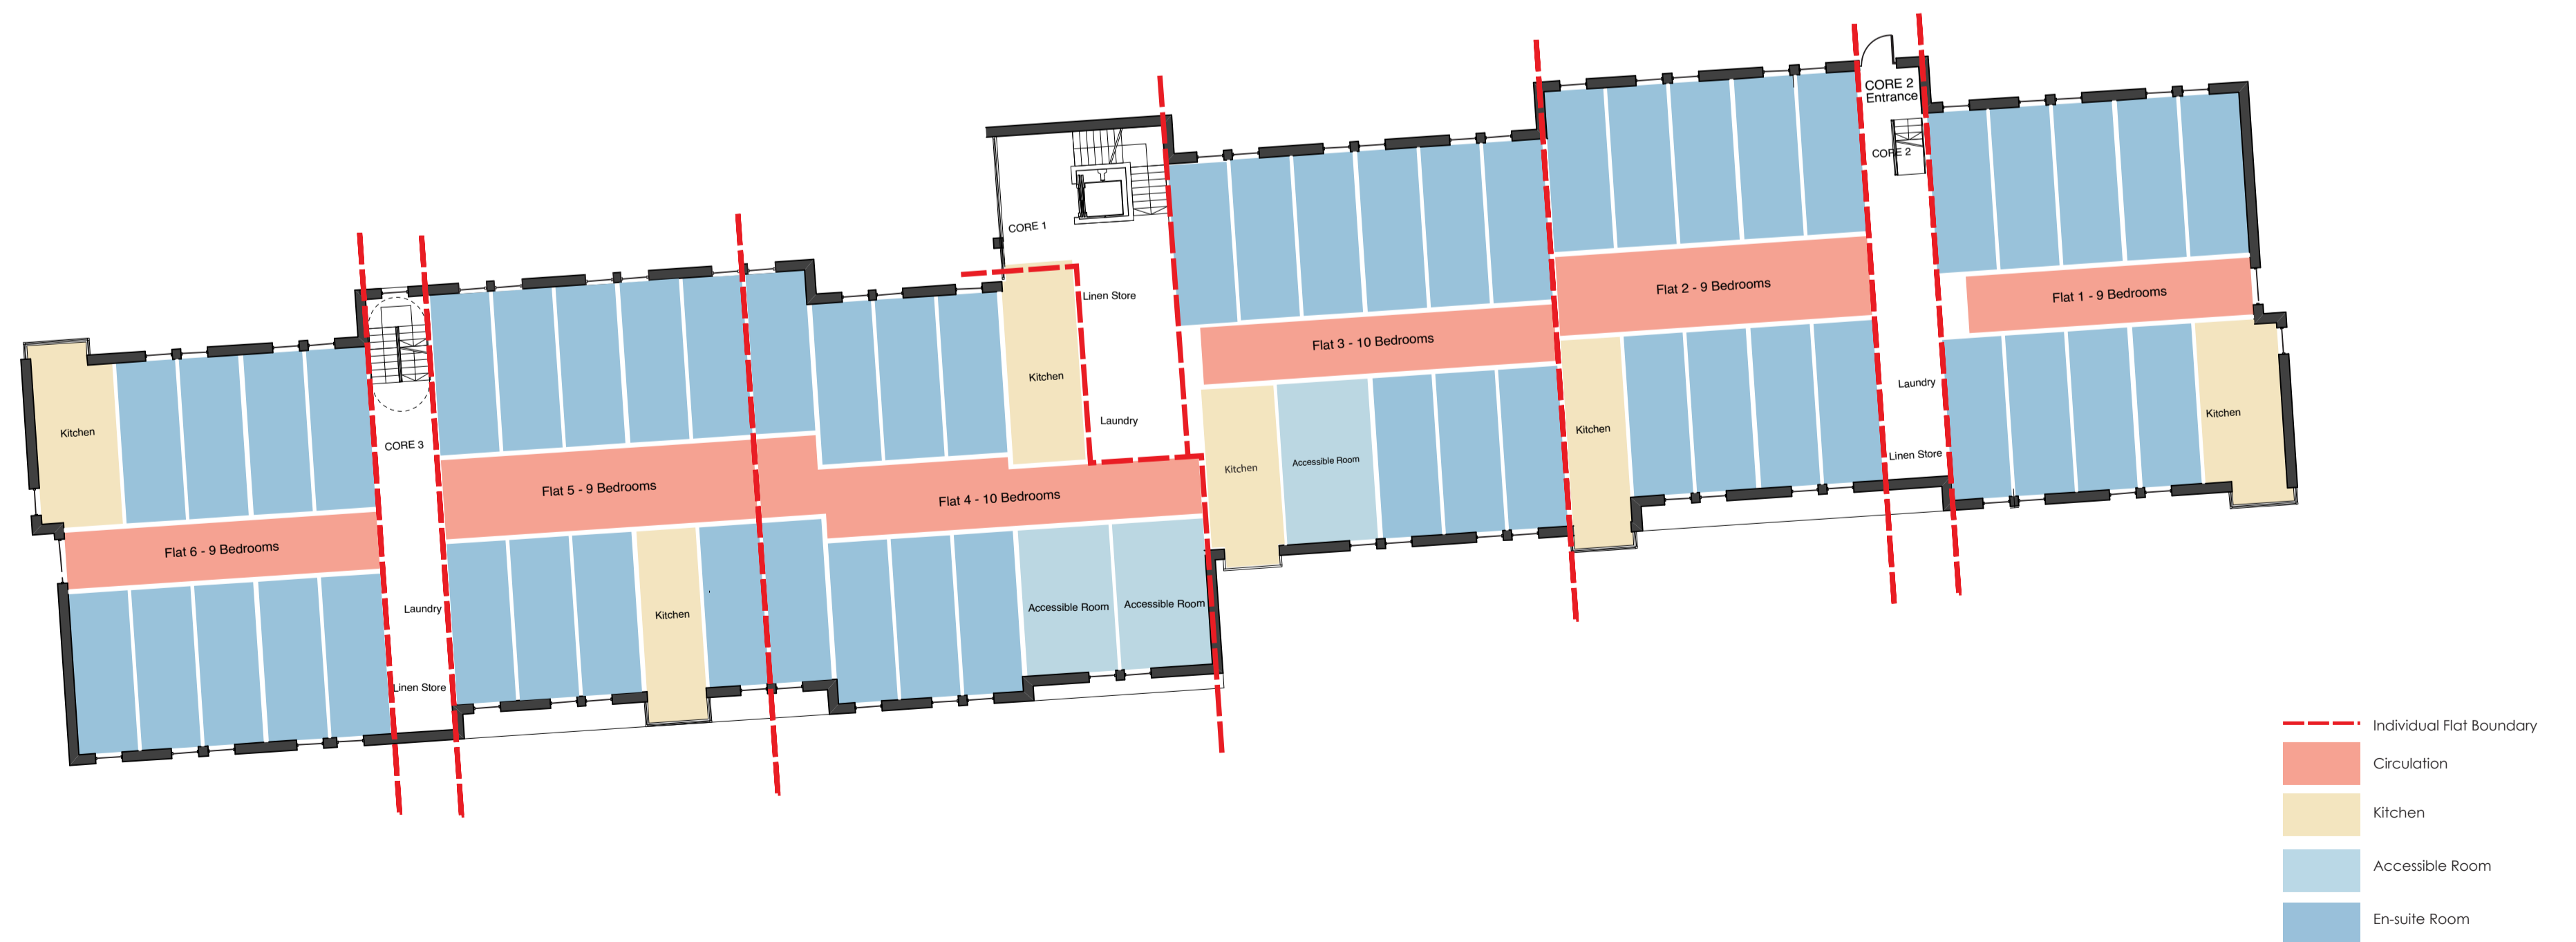 CORE 2
Entrance
CORE 2
CORE 1
Linen Store
Kitchen
Laundry
Flat 2 - 9 Bedrooms
Flat 1 - 9 Bedrooms
Flat 3 - 10 Bedrooms
Laundry
Kitchen
Kitchen
Linen Store
Kitchen
Accessible Room
Kitchen
CORE 3
Flat 5 - 9 Bedrooms
Flat 4 - 10 Bedrooms
Flat 6 - 9 Bedrooms
Laundry
Kitchen
Accessible Room
Accessible Room
Linen Store
Individual Flat Boundary
Circulation
Kitchen
Accessible Room
En-suite Room